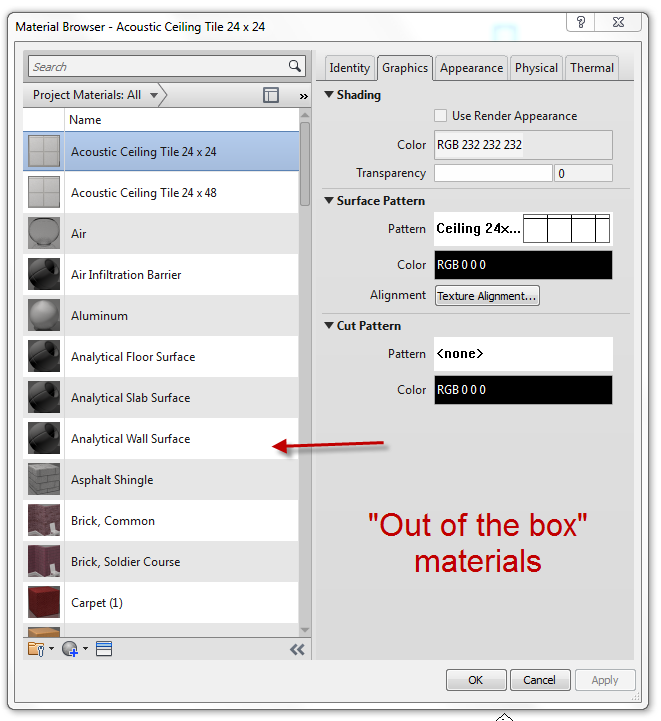 Material Browser - Acoustic Ceiling Tile 24 x 24
?
Search
Project Materials: All
»
Name
Acoustic Ceiling Tile 24 x 24
Acoustic Ceiling Tile 24 x 48
Air
Air Infiltration Barrier
Aluminum
Analytical Floor Surface
Analytical Slab Surface
Analytical Wall Surface
Asphalt Shingle
Brick, Common
Brick, Soldier Course
Carpet (1)
Identity Graphics Appearance Physical Thermal
Shading
Use Render Appearance
Color RGB 232 232 232
Transparency 0
Surface Pattern
Pattern Ceiling 24x...
Color RGB 0 0 0
Alignment Texture Alignment...
Cut Pattern
Pattern <none>
Color RGB 0 0 0
"Out of the box"
materials
OK Cancel Apply